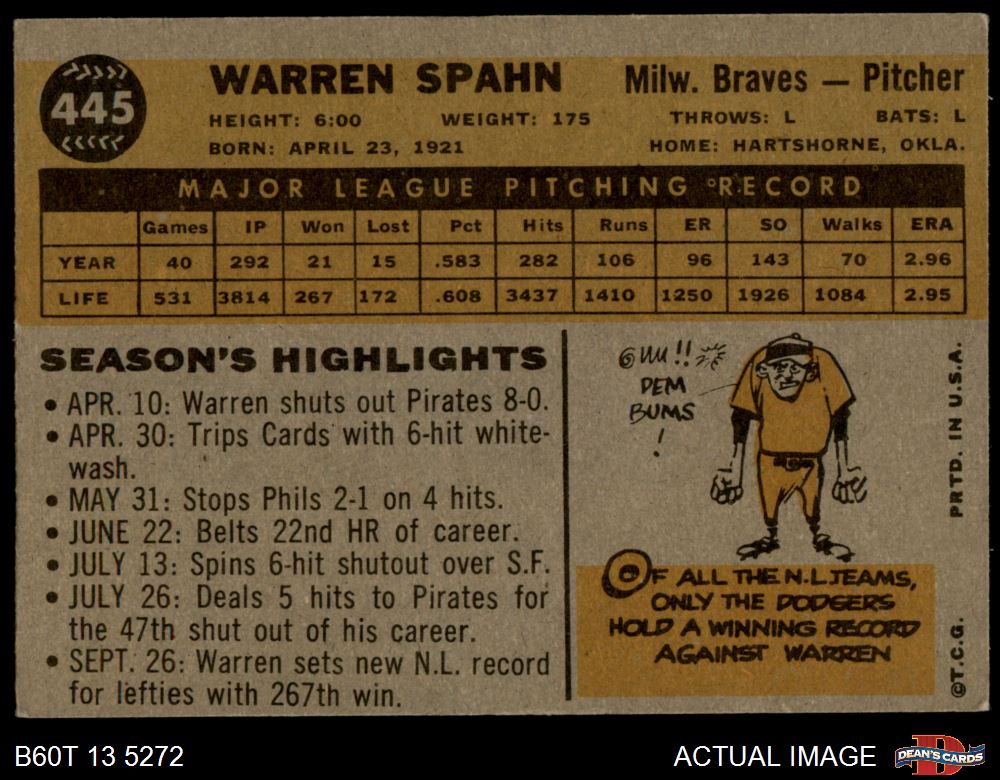 445
WARREN SPAHN Milw. Braves — Pitcher
HEIGHT: 6:00 WEIGHT: 175 THROWS: L BATS: L
BORN: APRIL 23, 1921 HOME: HARTSHORNE, OKLA.
MAJOR LEAGUE PITCHING RECORD
Games IP Won Lost Pct Hits Runs ER SO Walks ERA
YEAR 40 292 21 15 .583 282 106 96 143 70 2.96
LIFE 531 3814 267 172 .608 3437 1410 1250 1926 1084 2.95
SEASON'S HIGHLIGHTS
• APR. 10: Warren shuts out Pirates 8-0.
• APR. 30: Trips Cards with 6-hit white-
wash.
• MAY 31: Stops Phils 2-1 on 4 hits.
• JUNE 22: Belts 22nd HR of career.
• JULY 13: Spins 6-hit shutout over S.F.
• JULY 26: Deals 5 hits to Pirates for
the 47th shut out of his career.
• SEPT. 26: Warren sets new N.L. record
for lefties with 267th win.
!!
DEM
BUMS
!
OF ALL THE N.L. TEAMS,
ONLY THE DODGERS
HOLD A WINNING RECORD
AGAINST WARREN
PRTD. IN U.S.A.
©T.C.G.
B60T 13 5272 ACTUAL IMAGE
D
DEAN'S CARDS